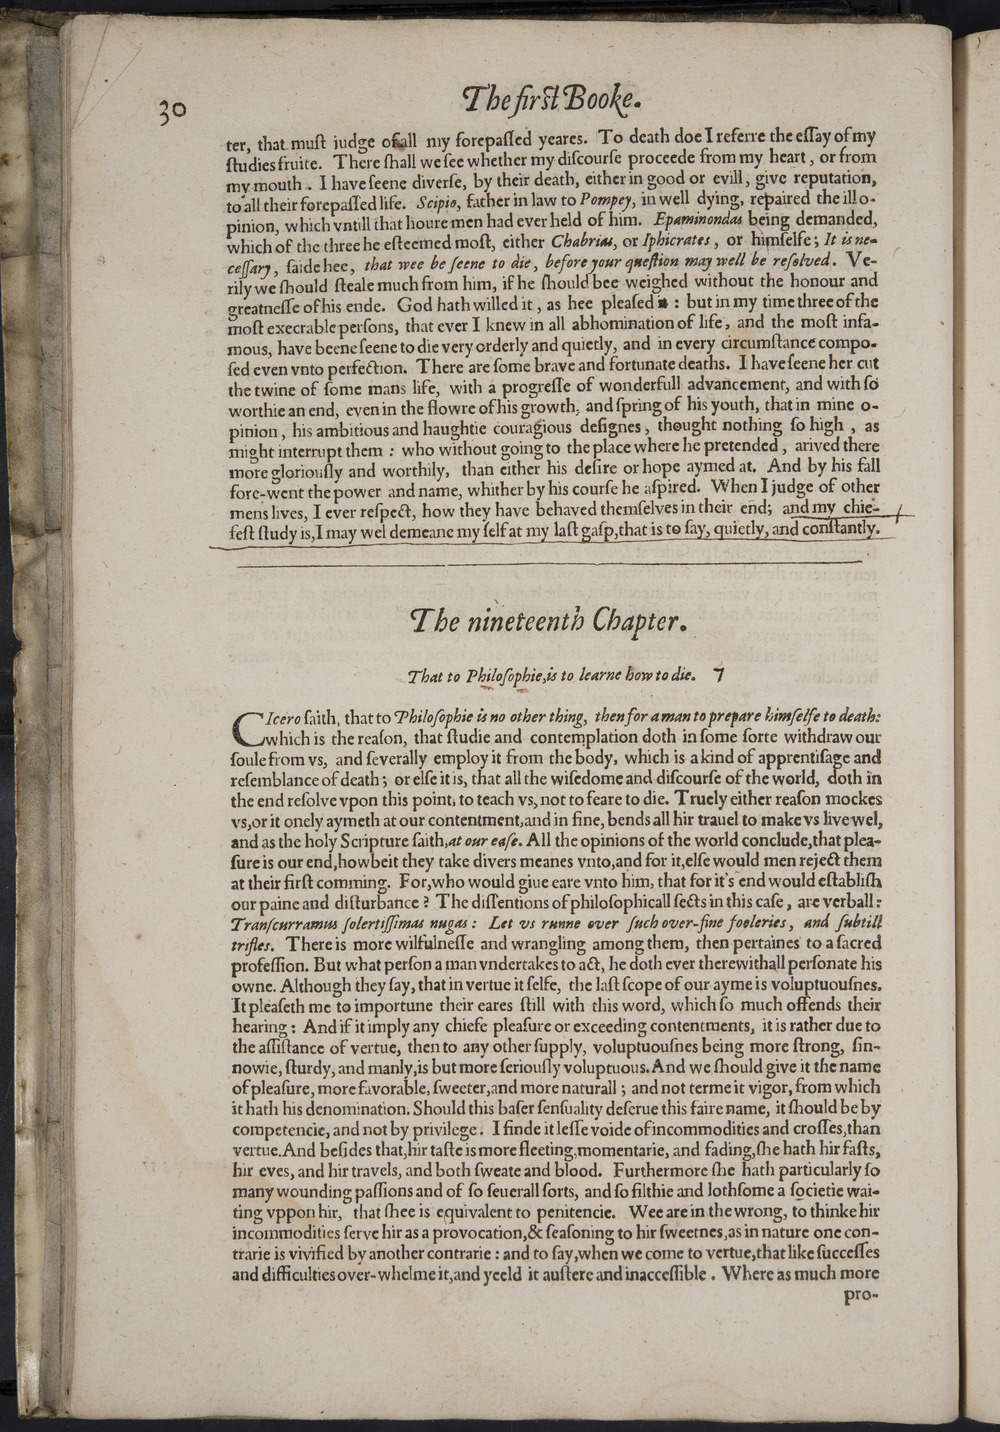 30
The firſt Booke.
ter, that muſt iudge of all my forepaſſed yeares. To death doe I referre the eſſay of my
ſtudies fruite. There ſhall we ſee whether my diſcourſe proceede from my heart, or from
my mouth. I have ſeene diverſe, by their death, either in good or evill, give reputation,
to all their forepaſſed life. Scipio, father in law to Pompey, in well dying, repaired the ill o-
pinion, which vntill that houre men had ever held of him. Epaminondas being demanded,
which of the three he eſteemed moſt, either Chabrias, or Iphicrates, or himſelfe; It is ne-
ceſſary, ſaide hee, that wee be ſeene to die, before your queſtion may well be reſolved. Ve-
rily we ſhould ſteale much from him, if he ſhould bee weighed without the honour and
greatneſſe of his ende. God hath willed it, as hee pleaſed it: but in my time three of the
moſt execrable perſons, that ever I knew in all abhomination of life, and the moſt infa-
mous, have beene ſeene to die very orderly and quietly, and in every circumſtance compo-
ſed even vnto perfection. There are ſome brave and fortunate deaths. I have ſeene her cut
the twine of ſome mans life, with a progreſſe of wonderfull advancement, and with ſo
worthie an end, even in the flowre of his growth, and ſpring of his youth, that in mine o-
pinion, his ambitious and haughtie couragious deſignes, thought nothing ſo high, as
might interrupt them: who without going to the place where he pretended, arived there
more gloriouſly and worthily, than either his deſire or hope aymed at. And by his fall
fore-went the power and name, whither by his courſe he aſpired. When I judge of other
mens lives, I ever reſpect, how they have behaved themſelves in their end; and my chie-
feſt ſtudy is, I may wel demeane my ſelf at my laſt gaſp, that is to ſay, quietly, and conſtantly.
The nineteenth Chapter.
That to Philoſophie, is to learne how to die. 7
CIcero ſaith, that to Philoſophie is no other thing, then for a man to prepare himſelfe to death:
which is the reaſon, that ſtudie and contemplation doth in ſome ſorte withdraw our
ſoule from vs, and ſeverally employ it from the body, which is a kind of apprentiſage and
reſemblance of death; or elſe it is, that all the wiſedome and diſcourſe of the world, doth in
the end reſolve vpon this point, to teach vs, not to feare to die. Truely either reaſon mockes
vs, or it onely aymeth at our contentment, and in fine, bends all hir trauel to make vs live wel,
and as the holy Scripture ſaith, at our eaſe. All the opinions of the world conclude, that plea-
ſure is our end, howbeit they take divers meanes vnto, and for it, elſe would men reject them
at their firſt comming. For, who would giue eare vnto him, that for it's end would eſtabliſh
our paine and diſturbance? The diſſentions of philoſophicall ſects in this caſe, are verball:
Tranſcurramus ſolertiſſimas nugas: Let vs runne over ſuch over-fine fooleries, and ſubtill
trifles. There is more wilfulneſſe and wrangling among them, then pertaines to a ſacred
profeſſion. But what perſon a man vndertakes to act, he doth ever therewithall perſonate his
owne. Although they ſay, that in vertue it ſelfe, the laſt ſcope of our ayme is voluptuouſnes.
It pleaſeth me to importune their eares ſtill with this word, which ſo much offends their
hearing: And if it imply any chiefe pleaſure or exceeding contentments, it is rather due to
the aſſiſtance of vertue, then to any other ſupply, voluptuouſnes being more ſtrong, ſin-
nowie, ſturdy, and manly, is but more ſeriouſly voluptuous. And we ſhould give it the name
of pleaſure, more favorable, ſweeter, and more naturall; and not terme it vigor, from which
it hath his denomination. Should this baſer ſenſuality deſerue this faire name, it ſhould be by
competencie, and not by privilege. I finde it leſſe voide of incommodities and croſſes, than
vertue. And beſides that, hir taſte is more fleeting, momentarie, and fading, ſhe hath hir faſts,
hir eves, and hir travels, and both ſweate and blood. Furthermore ſhe hath particularly ſo
many wounding paſſions and of ſo ſeuerall ſorts, and ſo filthie and lothſome a ſocietie wai-
ting vppon hir, that ſhee is equivalent to penitencie. Wee are in the wrong, to thinke hir
incommodities ſerve hir as a provocation, & ſeaſoning to hir ſweetnes, as in nature one con-
trarie is vivified by another contrarie: and to ſay, when we come to vertue, that like ſucceſſes
and difficulties over-whelme it, and yeeld it auſtere and inacceſſible. Where as much more
pro-